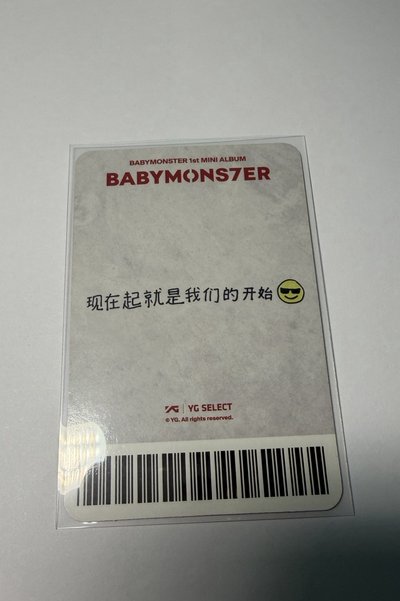 BABYMONSTER 1st MINI ALBUM
BABYMONS7ER
现在起就是我们的开始😎
YG | YG SELECT
© YG. All rights reserved.